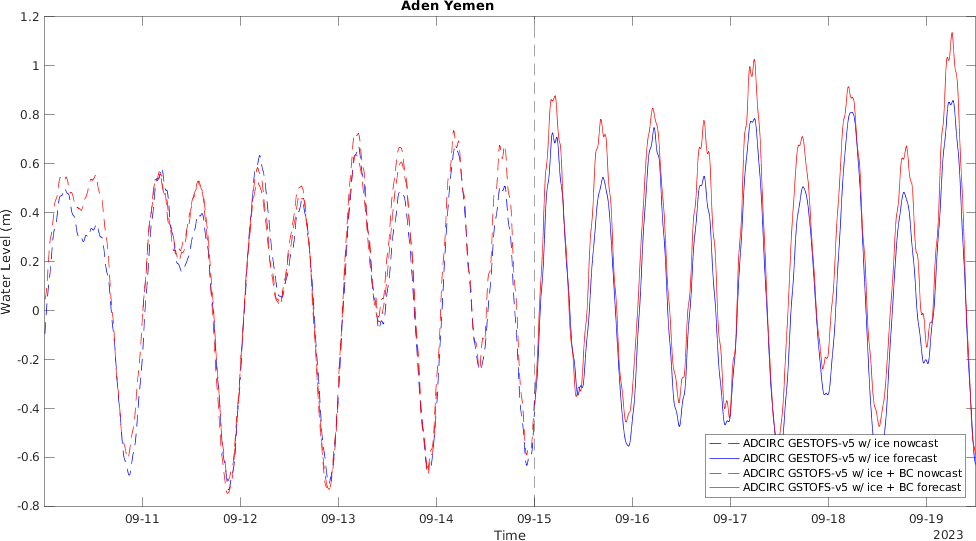 Aden Yemen
1.2
1
0.8
0.6
0.4
0.2
0
-0.2
-0.4
-0.6
-0.8
Water Level (m)
ADCIRC GESTOFS-v5 w/ ice nowcast
ADCIRC GESTOFS-v5 w/ ice forecast
ADCIRC GSTOFS-v5 w/ ice + BC nowcast
ADCIRC GSTOFS-v5 w/ ice + BC forecast
09-11 09-12 09-13 09-14 09-15 09-16 09-17 09-18 09-19
Time
2023